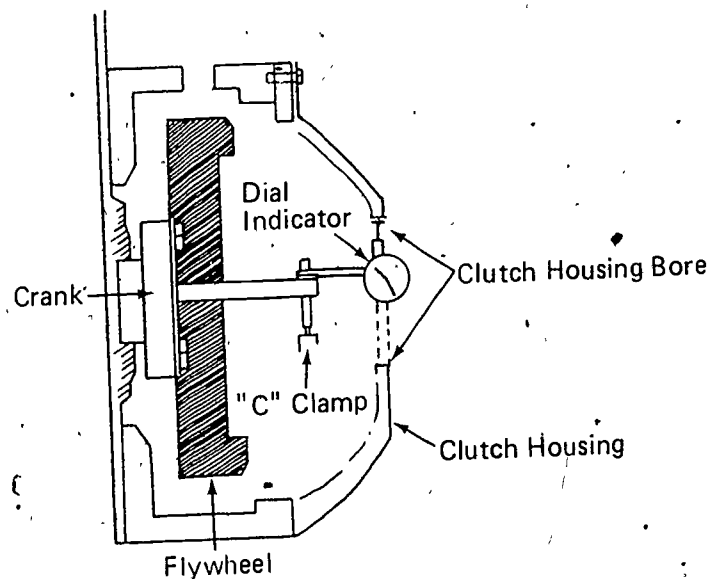 Dial
Indicator
Clutch Housing Bore
Crank
"C" Clamp
Clutch Housing
Flywheel